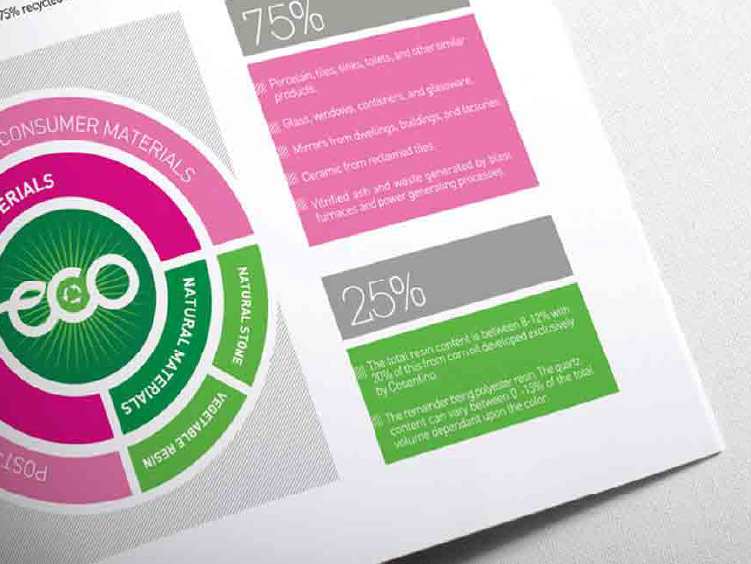 75% recycled
CONSUMER MATERIALS
ERIALS
eco
NATURAL MATERIALS
NATURAL STONE
VEGETABLE RESIN
POST-
75%
Porcelain, tiles, sinks, toilets, and other similar
products.
Glass, windows, containers, and glassware.
Mirrors from dwellings, buildings, and factories.
Ceramic from reclaimed tiles.
Vitrified ash and waste generated by blast
furnaces and power generating processes.
25%
The total resin content is between 8-12% with
20% of this from corn oil developed exclusively
by Cosentino.
The remainder being polyester resin. The quartz
content can vary between 0 -15% of the total
volume dependant upon the color.